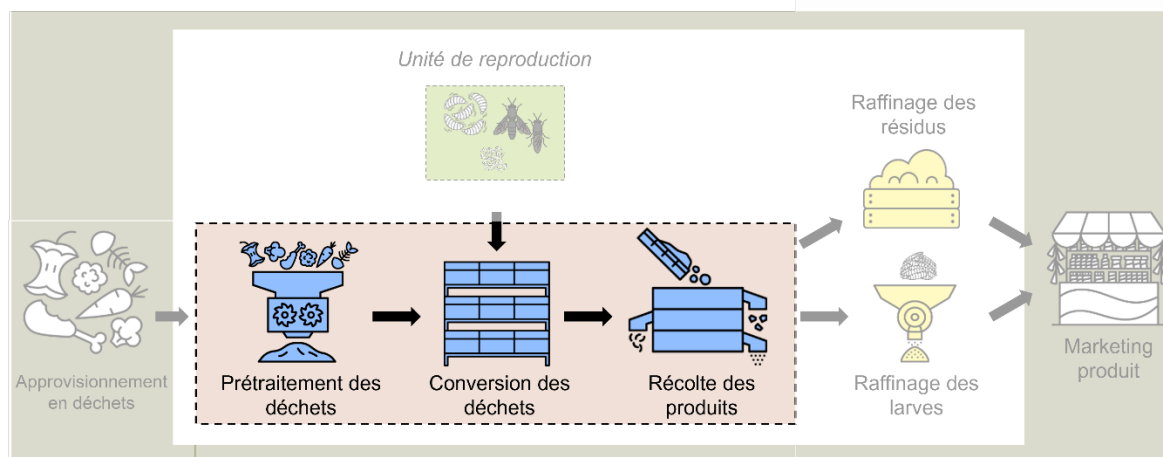 Unité de reproduction
Raffinage des
résidus
Approvisionnement
en déchets
Prétraitement des
déchets
Conversion des
déchets
Récolte des
produits
Raffinage des
larves
Marketing
produit